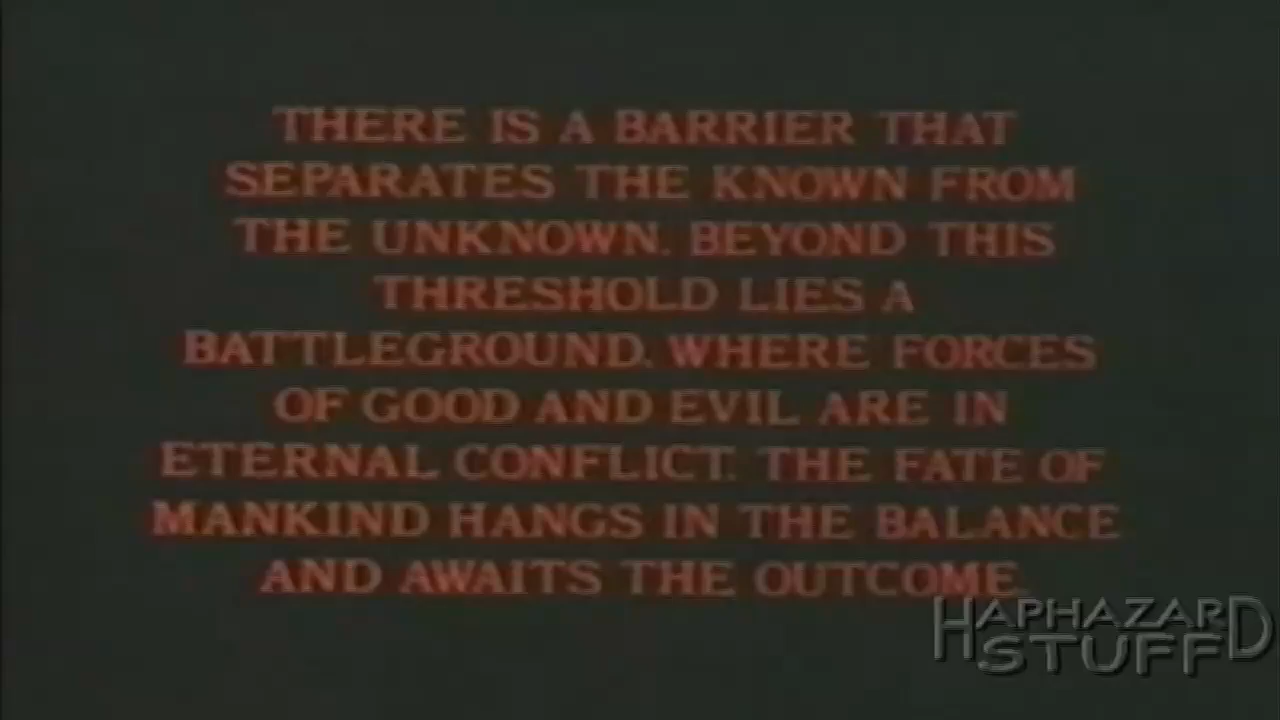 THERE IS A BARRIER THAT
SEPARATES THE KNOWN FROM
THE UNKNOWN. BEYOND THIS
THRESHOLD LIES A
BATTLEGROUND. WHERE FORCES
OF GOOD AND EVIL ARE IN
ETERNAL CONFLICT. THE FATE OF
MANKIND HANGS IN THE BALANCE
AND AWAITS THE OUTCOME.
HAPHAZARD
STUFF